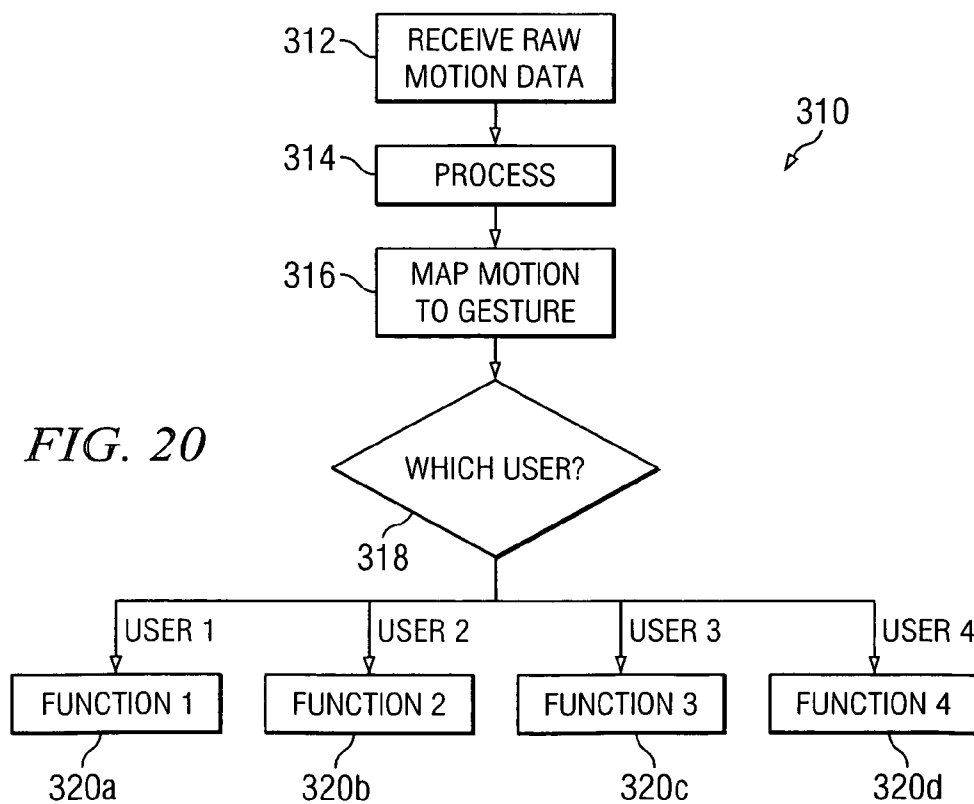 312
RECEIVE RAW
MOTION DATA
310
314
PROCESS
316
MAP MOTION
TO GESTURE
FIG. 20
WHICH USER?
318
USER 1
USER 2
USER 3
USER 4
FUNCTION 1
FUNCTION 2
FUNCTION 3
FUNCTION 4
320a
320b
320c
320d